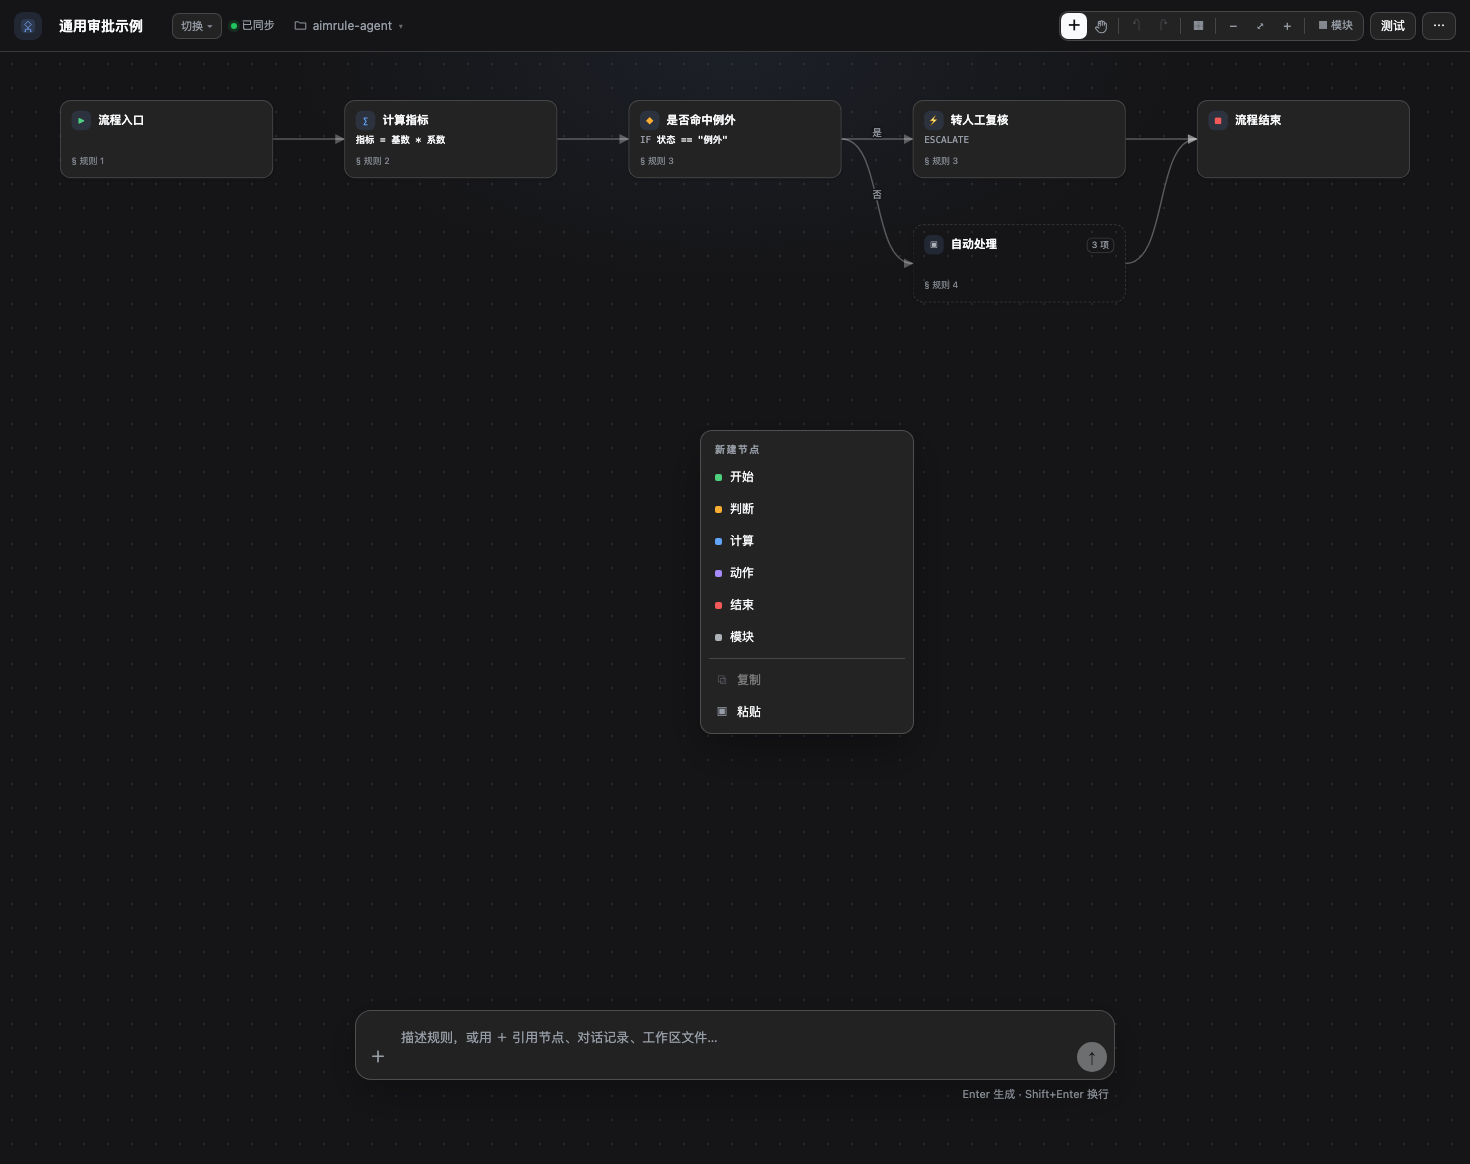 通用审批示例
切换
已同步
aimrule-agent
模块
测试
流程入口
§ 规则 1
计算指标
指标 = 基数 * 系数
§ 规则 2
是否命中例外
IF 状态 == "例外"
§ 规则 3
是
否
转人工复核
ESCALATE
§ 规则 3
自动处理
3 项
§ 规则 4
流程结束
新建节点
开始
判断
计算
动作
结束
模块
复制
粘贴
描述规则，或用 + 引用节点、对话记录、工作区文件...
Enter 生成 · Shift+Enter 换行